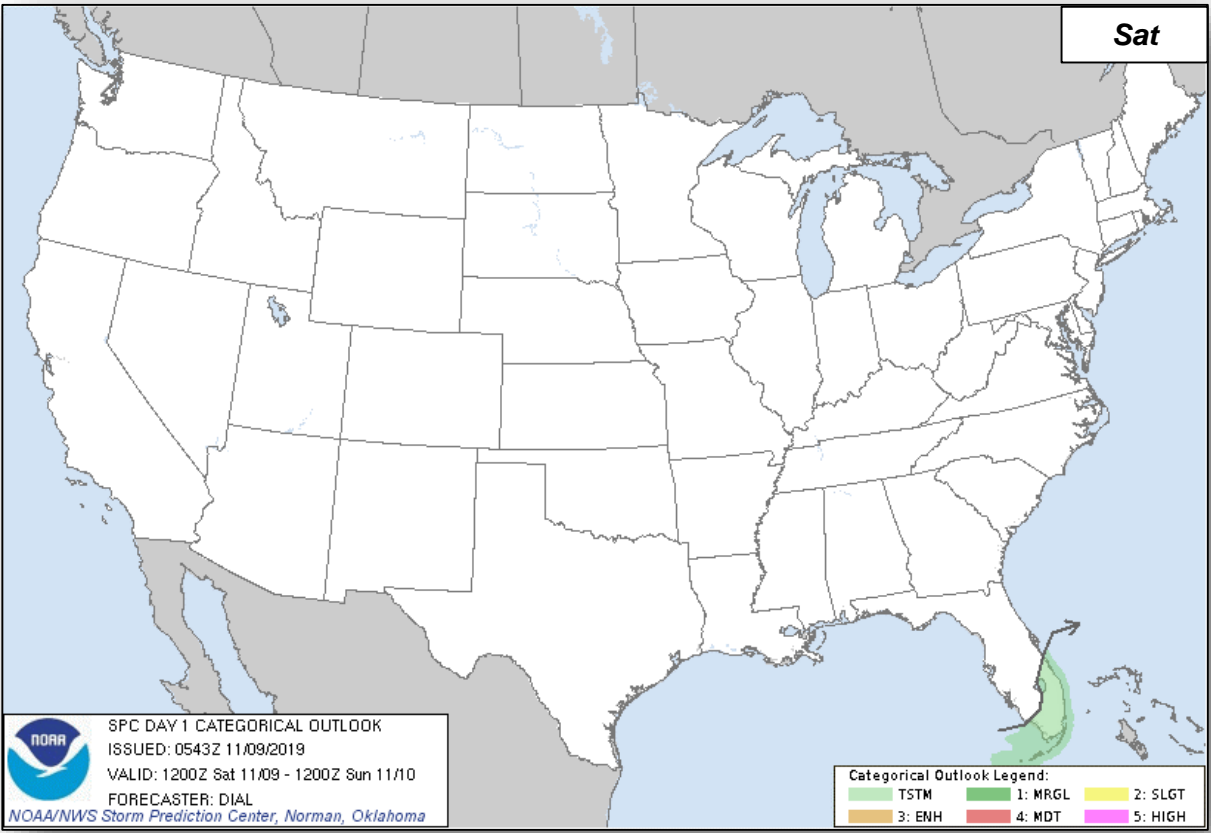 Sat
SPC DAY 1 CATEGORICAL OUTLOOK
ISSUED: 0543Z 11/09/2019
VALID: 1200Z Sat 11/09 - 1200Z Sun 11/10
FORECASTER: DIAL
NOAA/NWS Storm Prediction Center, Norman, Oklahoma
NOAA
Categorical Outlook Legend:
TSTM 1: MRGL 2: SLGT
3: ENH 4: MDT 5: HIGH